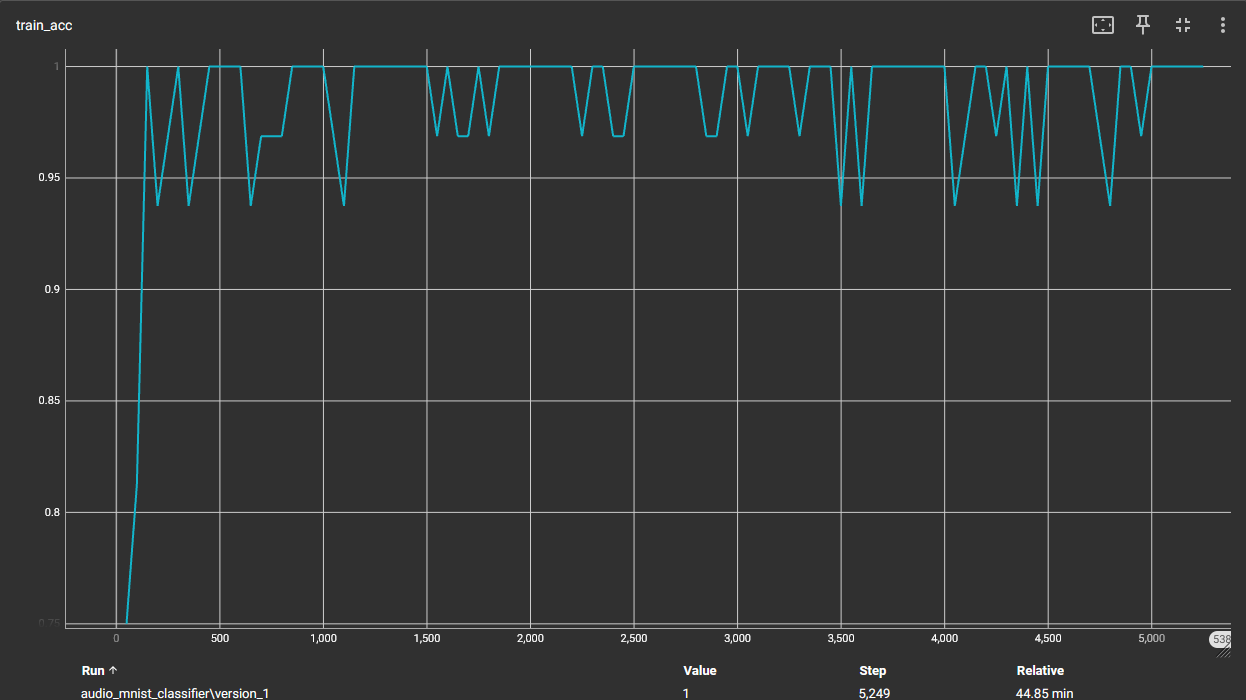 train_acc
1
0.95
0.9
0.85
0.8
0.75
0 500 1,000 1,500 2,000 2,500 3,000 3,500 4,000 4,500 5,000 538
Run ↑ Value Step Relative
audio_mnist_classifier\version_1 1 5,249 44.85 min